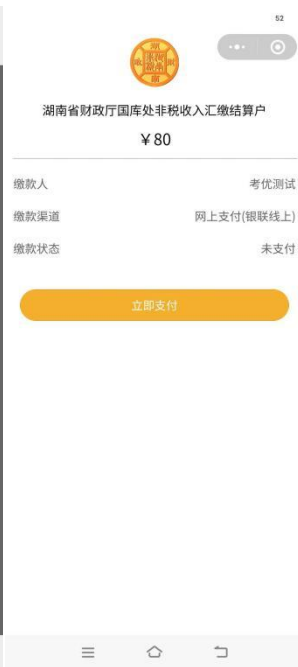 52
湖南省财政厅国库处非税收入汇缴结算户
￥80
缴款人 考优测试
缴款渠道 网上支付(银联线上)
缴款状态 未支付
立即支付